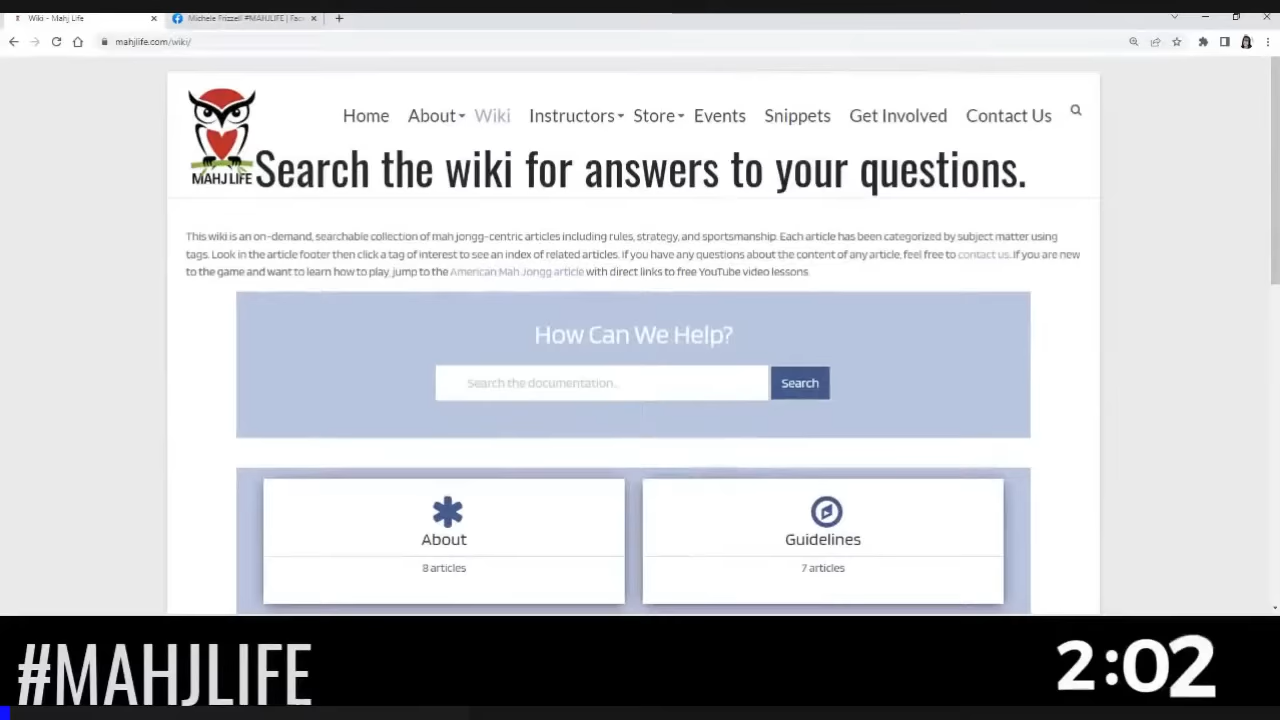 Wiki - Mahj Life
Michele Frizzell #MAHJLIFE | Fac
mahjlife.com/wiki/
MAHJ LIFE
Home About Wiki Instructors Store Events Snippets Get Involved Contact Us
Search the wiki for answers to your questions.
This wiki is an on-demand, searchable collection of mah jongg-centric articles including rules, strategy, and sportsmanship. Each article has been categorized by subject matter using
tags. Look in the article footer then click a tag of interest to see an index of related articles. If you have any questions about the content of any article, feel free to contact us. If you are new
to the game and want to learn how to play, jump to the American Mah Jongg article with direct links to free YouTube video lessons.
How Can We Help?
Search the documentation...
Search
About
8 articles
Guidelines
7 articles
#MAHJLIFE
2:02